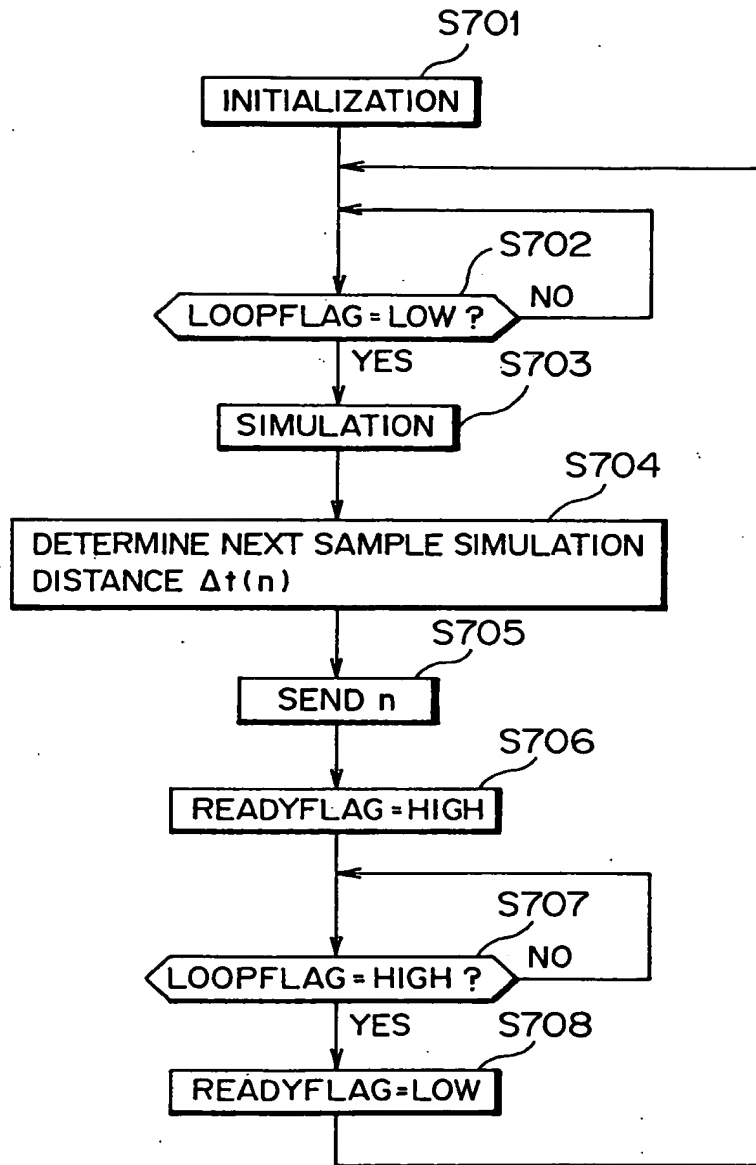 S701
INITIALIZATION
S702
LOOPFLAG=LOW ?
NO
YES
S703
SIMULATION
S704
DETERMINE NEXT SAMPLE SIMULATION
DISTANCE Δt(n)
S705
SEND n
S706
READYFLAG=HIGH
S707
LOOPFLAG=HIGH ?
NO
YES
S708
READYFLAG=LOW